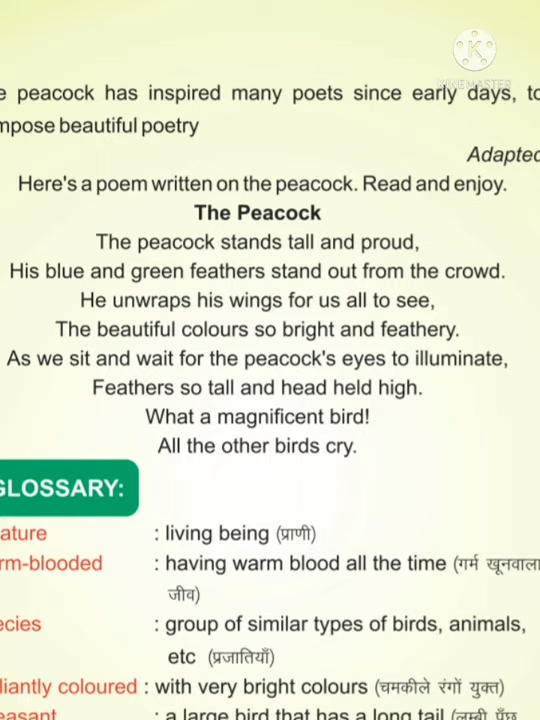 KINEMASTER
peacock has inspired many poets since early days, to
beautiful poetry
Adapted
Here's a poem written on the peacock. Read and enjoy.
The Peacock
The peacock stands tall and proud,
His blue and green feathers stand out from the crowd.
He unwraps his wings for us all to see,
The beautiful colours so bright and feathery.
As we sit and wait for the peacock's eyes to illuminate,
Feathers so tall and head held high.
What a magnificent bird!
All the other birds cry.
GLOSSARY:
ature : living being (प्राणी)
rm-blooded : having warm blood all the time (गर्म खूनवाला
जीव)
ecies : group of similar types of birds, animals,
etc (प्रजातियाँ)
liantly coloured : with very bright colours (चमकीले रंगों युक्त)
easant : a large bird that has a long tail (लम्बी पूँछ